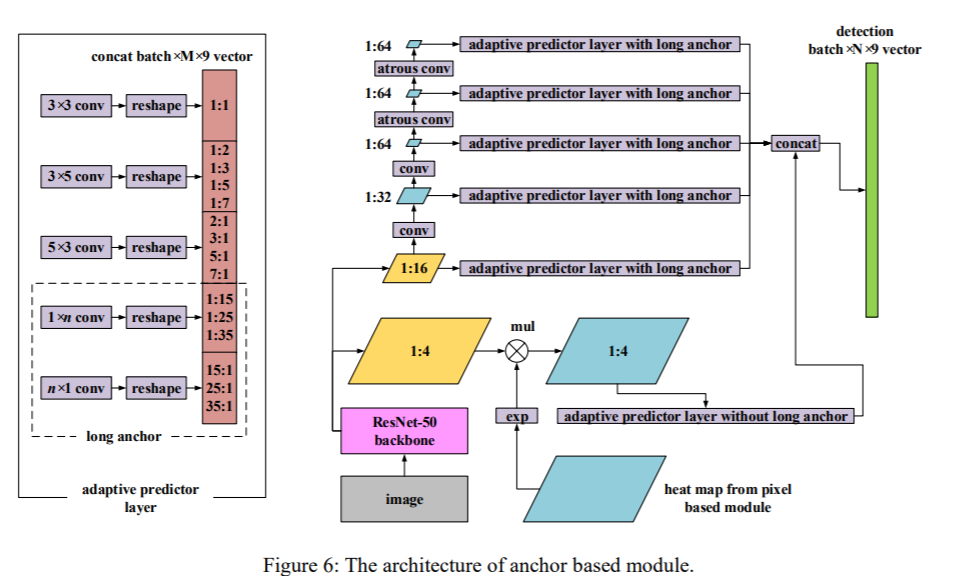 concat batch×M×9 vector
3×3 conv
reshape
1:1
3×5 conv
reshape
1:2
1:3
1:5
1:7
5×3 conv
reshape
2:1
3:1
5:1
7:1
1×n conv
reshape
1:15
1:25
1:35
n×1 conv
reshape
15:1
25:1
35:1
long anchor
adaptive predictor
layer
1:64
adaptive predictor layer with long anchor
atrous conv
1:64
adaptive predictor layer with long anchor
atrous conv
1:64
adaptive predictor layer with long anchor
conv
1:32
adaptive predictor layer with long anchor
conv
1:16
adaptive predictor layer with long anchor
concat
detection
batch×N×9 vector
1:4
mul
1:4
exp
adaptive predictor layer without long anchor
ResNet-50
backbone
image
heat map from pixel
based module
Figure 6: The architecture of anchor based module.